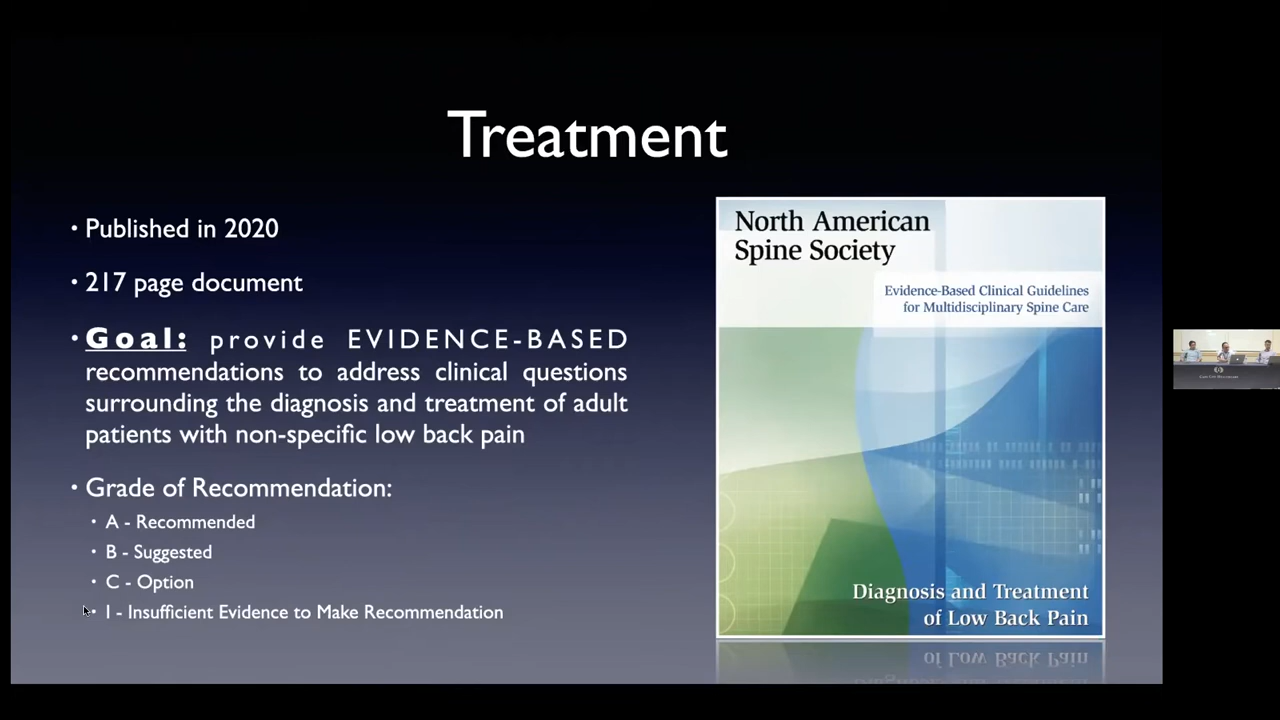 Treatment
• Published in 2020
• 217 page document
• Goal: provide EVIDENCE-BASED
recommendations to address clinical questions
surrounding the diagnosis and treatment of adult
patients with non-specific low back pain
• Grade of Recommendation:
• A - Recommended
• B - Suggested
• C - Option
• I - Insufficient Evidence to Make Recommendation
North American
Spine Society
Evidence-Based Clinical Guidelines
for Multidisciplinary Spine Care
Diagnosis and Treatment
of Low Back Pain